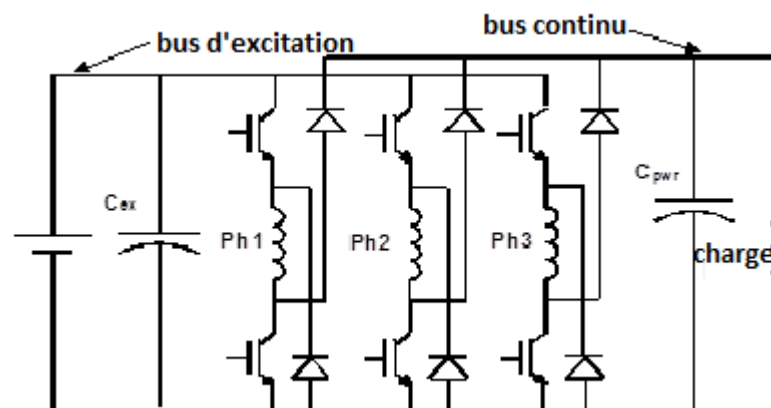 bus d'excitation
bus continu
Cex
Ph1
Ph2
Ph3
Cpwr
charge